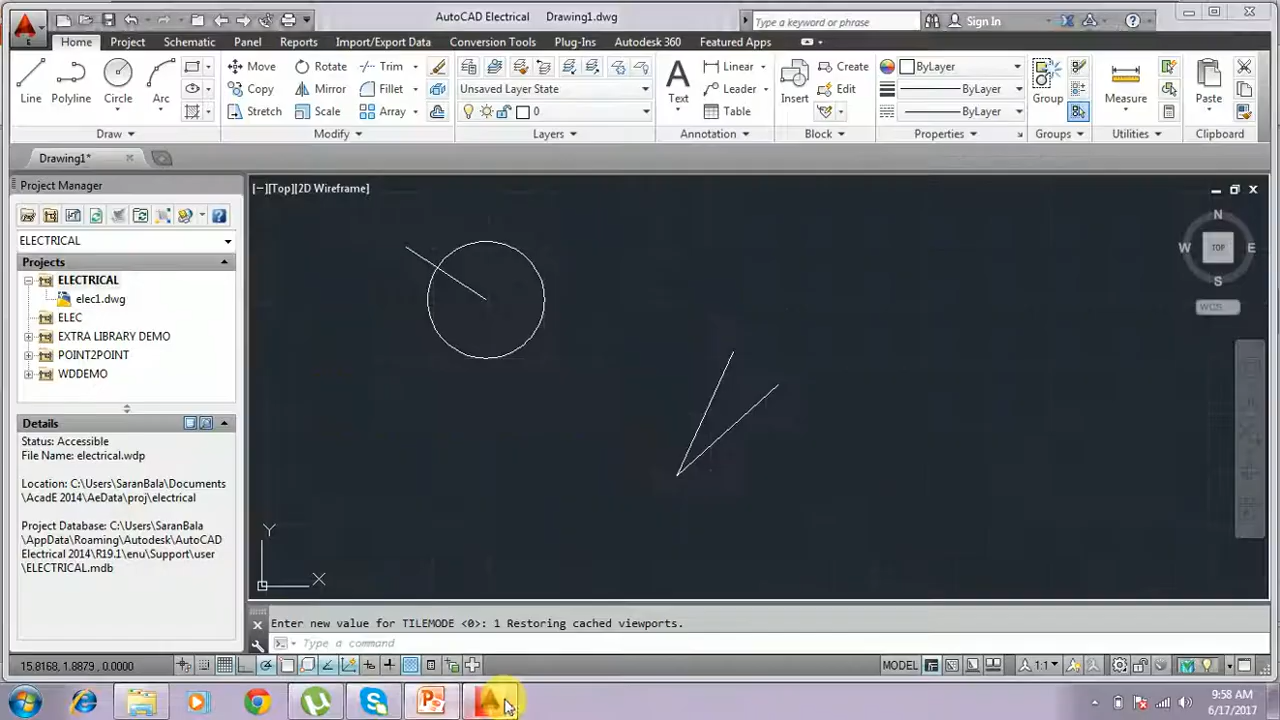 AutoCAD Electrical Drawing1.dwg
Type a keyword or phrase
Sign In
Home Project Schematic Panel Reports Import/Export Data Conversion Tools Plug-Ins Autodesk 360 Featured Apps
Line Polyline Circle Arc
Move Rotate Trim
Copy Mirror Fillet
Stretch Scale Array
Unsaved Layer State
0
Text
Linear
Leader
Table
Insert
Create
Edit
ByLayer
ByLayer
ByLayer
Group
Measure
Paste
Draw Modify Layers Annotation Block Properties Groups Utilities Clipboard
Drawing1*
Project Manager
ELECTRICAL
Projects
ELECTRICAL
elec1.dwg
ELEC
EXTRA LIBRARY DEMO
POINT2POINT
WDDEMO
Details
Status: Accessible
File Name: electrical.wdp
Location: C:\Users\SaranBala\Documents
\AcadE 2014\AeData\proj\electrical
Project Database: C:\Users\SaranBala
\AppData\Roaming\Autodesk\AutoCAD
Electrical 2014\R19.1\enu\Support\user
\ELECTRICAL.mdb
[−][Top][2D Wireframe]
N
W TOP E
S
WCS
Y
X
Enter new value for TILEMODE <0>: 1 Restoring cached viewports.
Type a command
15.8168, 1.8879, 0.0000
MODEL
1:1
9:58 AM
6/17/2017